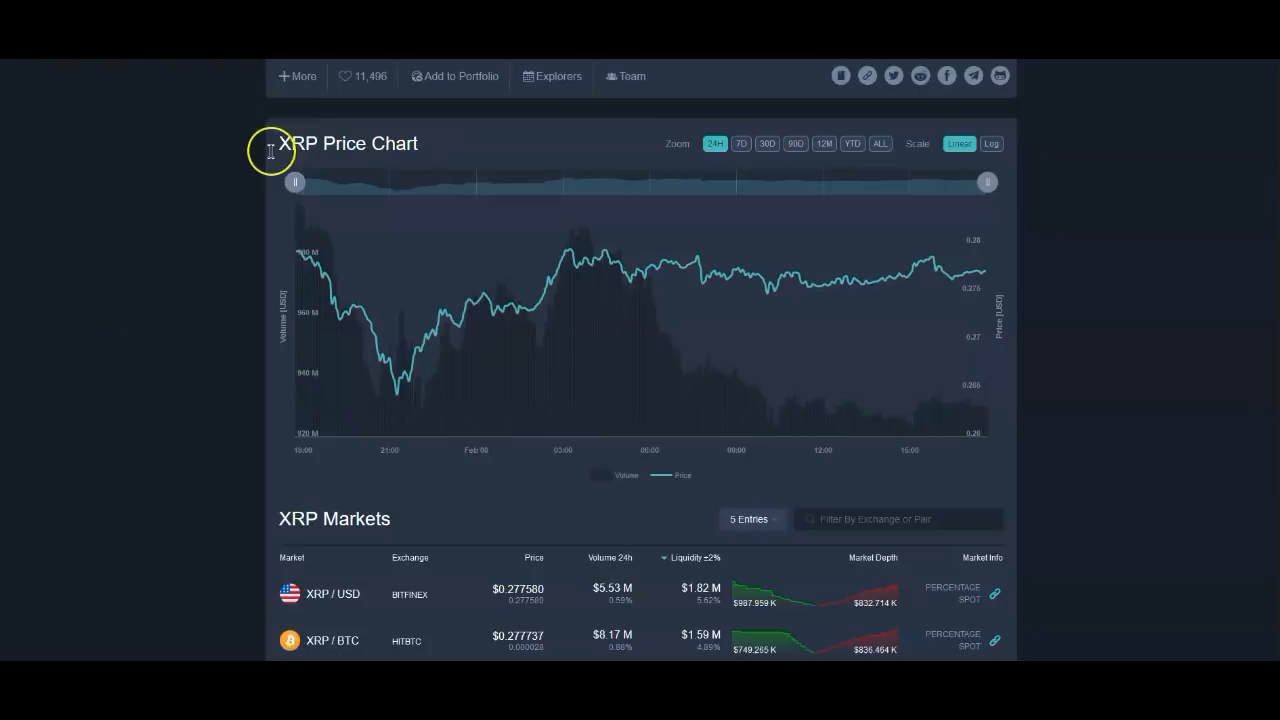 More 11,496 Add to Portfolio Explorers Team
XRP Price Chart Zoom 24H 7D 30D 90D 12M YTD ALL Scale Linear Log
980 M 0.28
0.275
960 M
0.27
940 M
0.265
920 M 0.26
Volume [USD]
Price [USD]
18:00 21:00 Feb 08 03:00 06:00 09:00 12:00 15:00
Volume Price
XRP Markets 5 Entries Filter By Exchange or Pair
Market Exchange Price Volume 24h Liquidity ±2% Market Depth Market Info
XRP / USD BITFINEX $0.277580 $5.53 M $1.82 M PERCENTAGE
0.277580 0.59% 5.62% $987.959 K $832.714 K SPOT
XRP / BTC HITBTC $0.277737 $8.17 M $1.59 M PERCENTAGE
0.000028 0.88% 4.89% $749.265 K $836.464 K SPOT